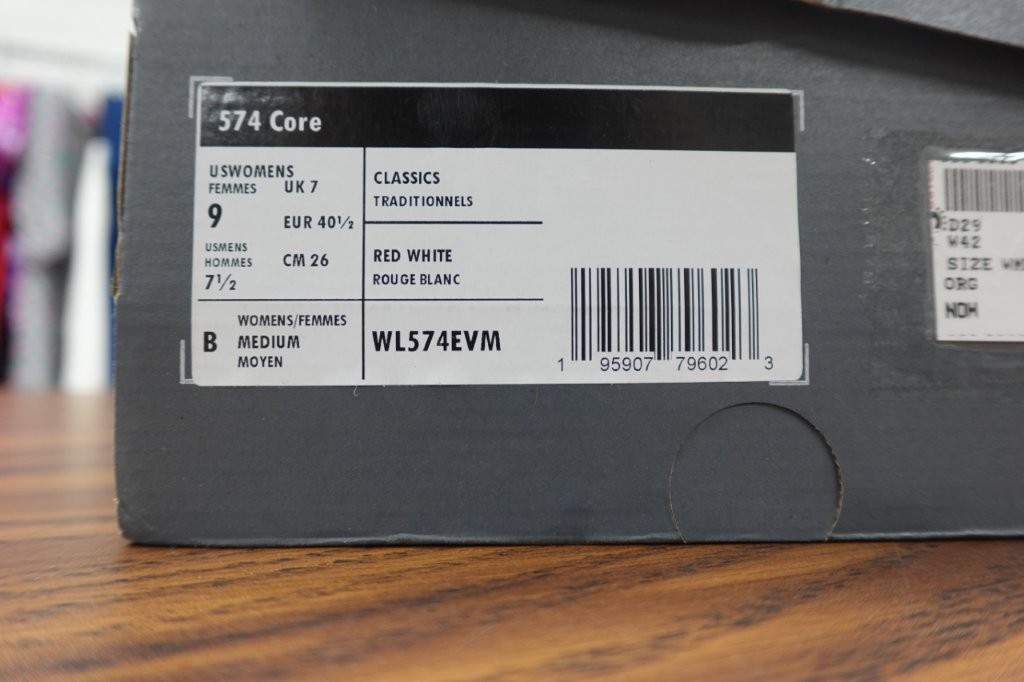 574 Core
USWOMENS
FEMMES UK 7
9 EUR 40½
USMENS
HOMMES CM 26
7½
CLASSICS
TRADITIONNELS
RED WHITE
ROUGE BLANC
B
WOMENS/FEMMES
MEDIUM
MOYEN
WL574EVM
1 95907 79602 3
D29
W42
SIZE
ORG